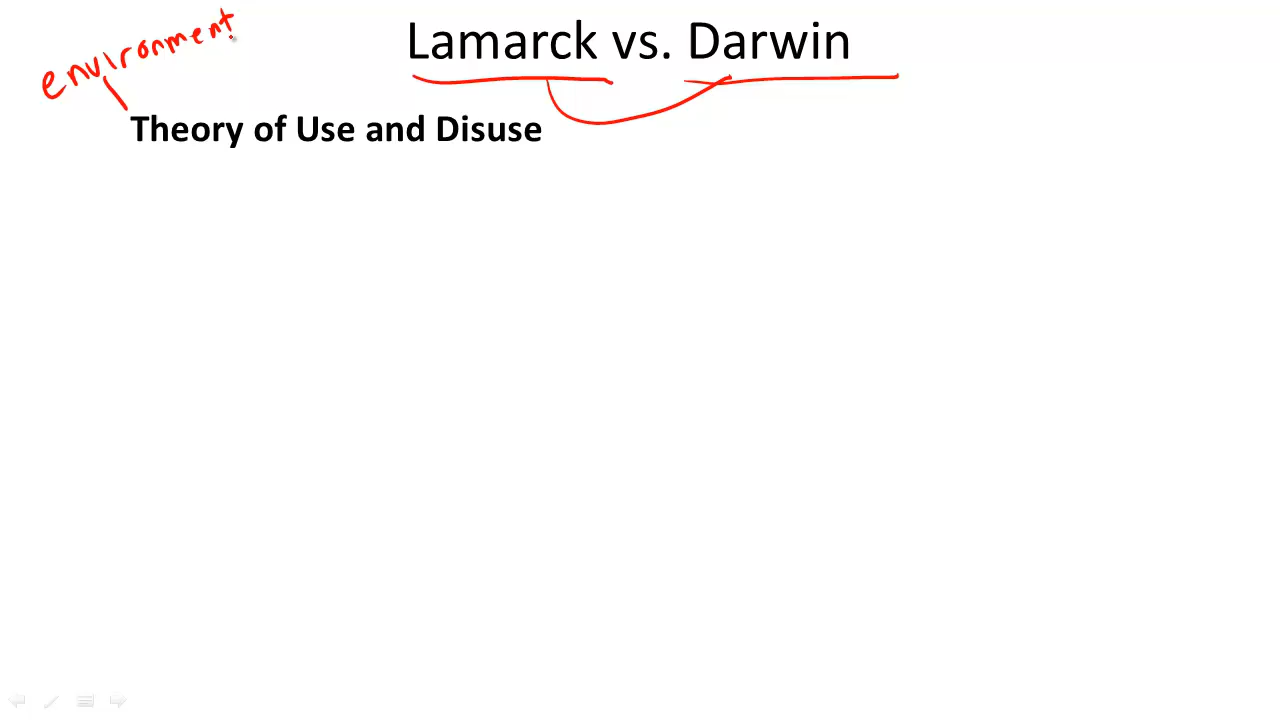 Lamarck vs. Darwin
environment
Theory of Use and Disuse